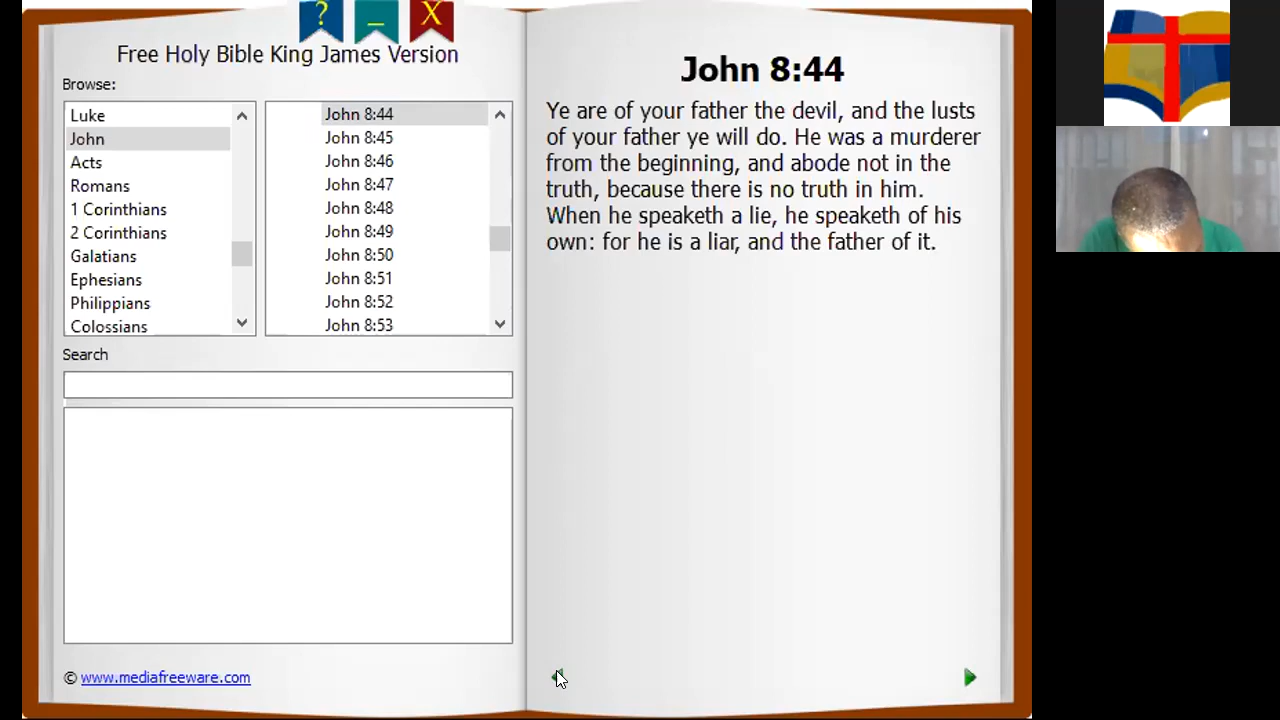 ? _ X
Free Holy Bible King James Version
Browse:
Luke
John
Acts
Romans
1 Corinthians
2 Corinthians
Galatians
Ephesians
Philippians
Colossians
John 8:44
John 8:45
John 8:46
John 8:47
John 8:48
John 8:49
John 8:50
John 8:51
John 8:52
John 8:53
Search
© www.mediafreeware.com
John 8:44
Ye are of your father the devil, and the lusts
of your father ye will do. He was a murderer
from the beginning, and abode not in the
truth, because there is no truth in him.
When he speaketh a lie, he speaketh of his
own: for he is a liar, and the father of it.